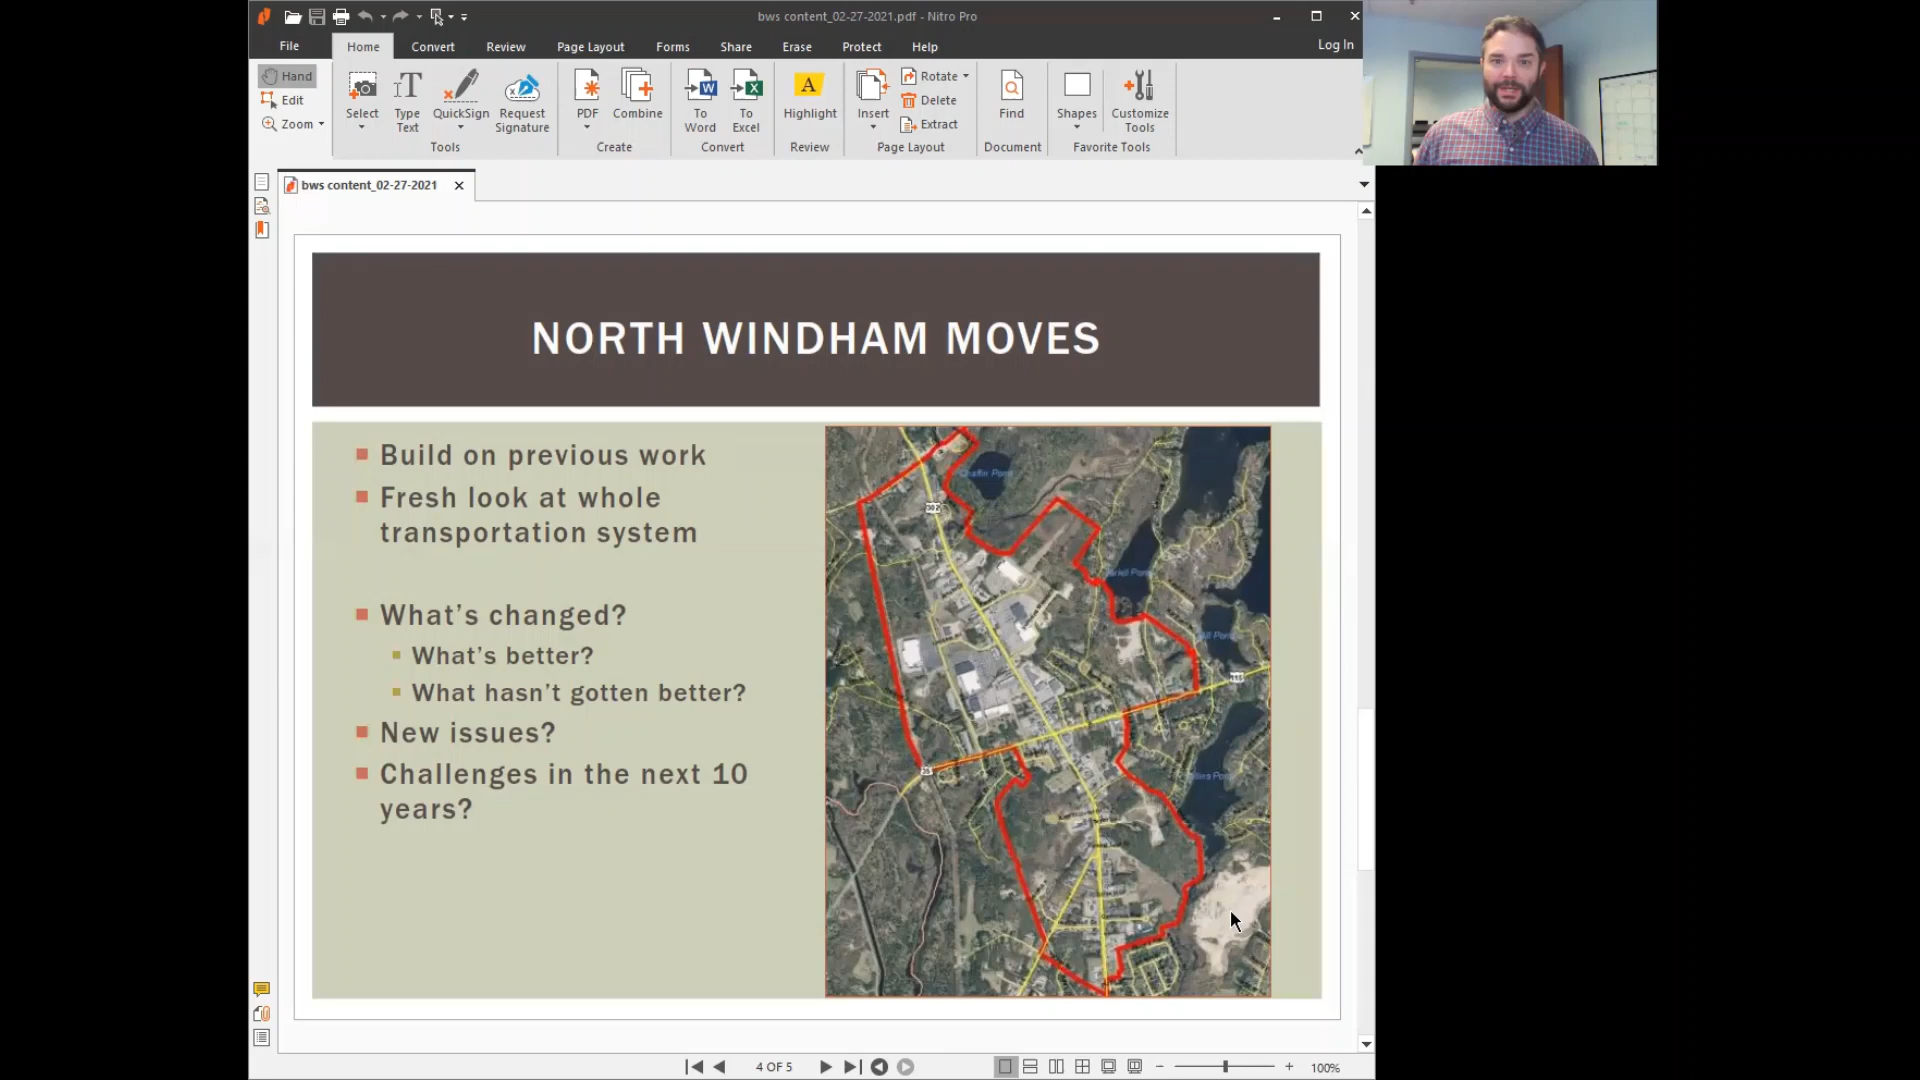 bws content_02-27-2021.pdf - Nitro Pro
File Home Convert Review Page Layout Forms Share Erase Protect Help Log In
Hand
Edit
Zoom
Select
Type Text
QuickSign
Request Signature
Tools
PDF
Combine
Create
To Word
To Excel
Convert
Highlight
Review
Insert
Rotate
Delete
Extract
Page Layout
Find
Document
Shapes
Customize Tools
Favorite Tools
bws content_02-27-2021
NORTH WINDHAM MOVES
Build on previous work
Fresh look at whole
transportation system
What's changed?
What's better?
What hasn't gotten better?
New issues?
Challenges in the next 10
years?
Chaffin Pond
4 OF 5
100%